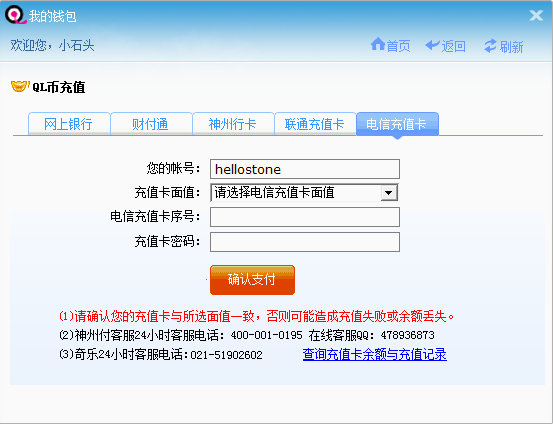 我的钱包
欢迎您，小石头 首页 返回 刷新
QL币充值
网上银行 财付通 神州行卡 联通充值卡 电信充值卡
您的帐号： hellostone
充值卡面值： 请选择电信充值卡面值
电信充值卡序号：
充值卡密码：
确认支付
(1)请确认您的充值卡与所选面值一致，否则可能造成充值失败或余额丢失。
(2)神州付客服24小时客服电话：400-001-0195 在线客服QQ：478936873
(3)奇乐24小时客服电话:021-51902602 查询充值卡余额与充值记录